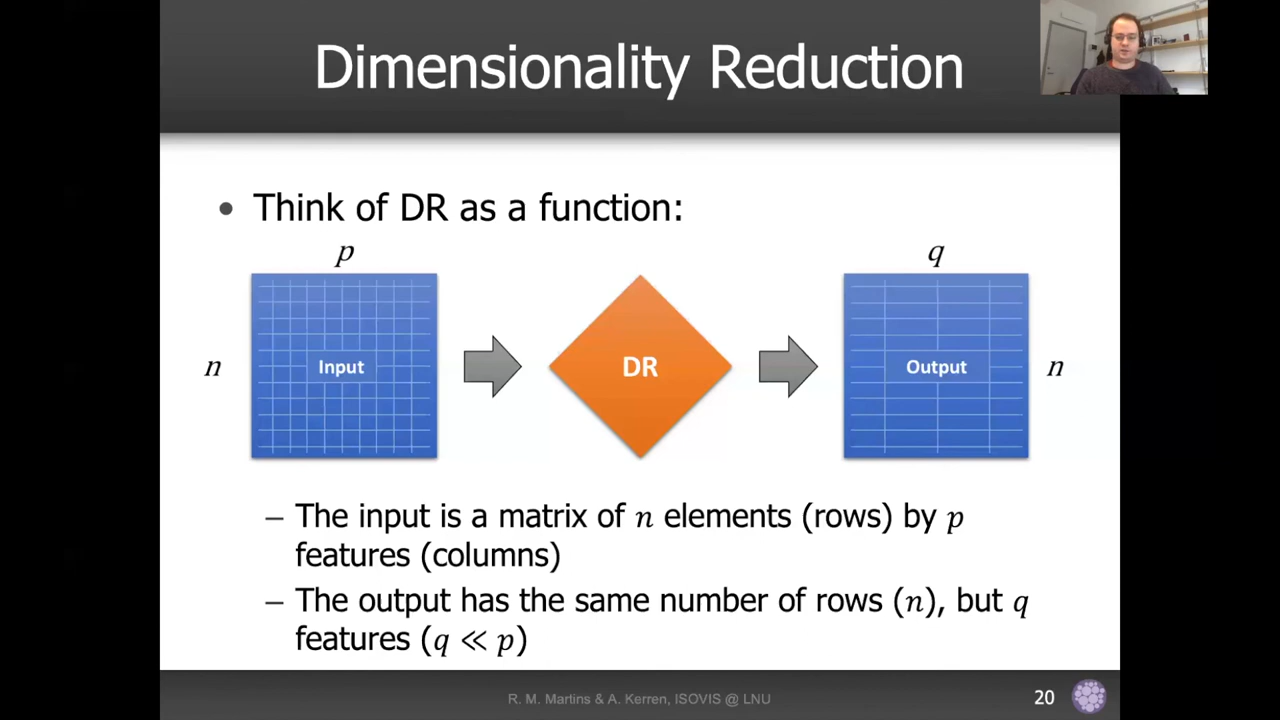 Dimensionality Reduction
• Think of DR as a function:
p
q
n
Input
DR
Output
n
– The input is a matrix of n elements (rows) by p
features (columns)
– The output has the same number of rows (n), but q
features (q ≪ p)
R. M. Martins & A. Kerren, ISOVIS @ LNU
20